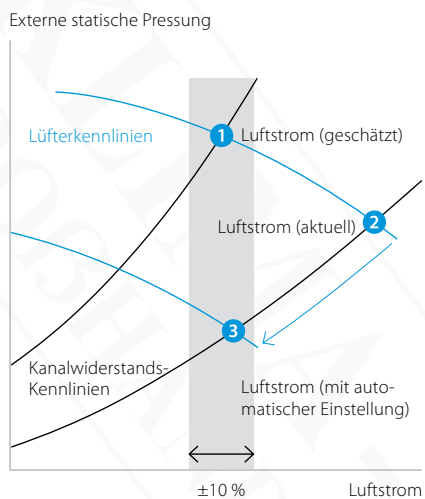 Externe statische Pressung
Lüfterkennlinien
1
Luftstrom (geschätzt)
Luftstrom (aktuell)
2
3
Kanalwiderstands-
Kennlinien
Luftstrom (mit auto-
matischer Einstellung)
±10 %
Luftstrom